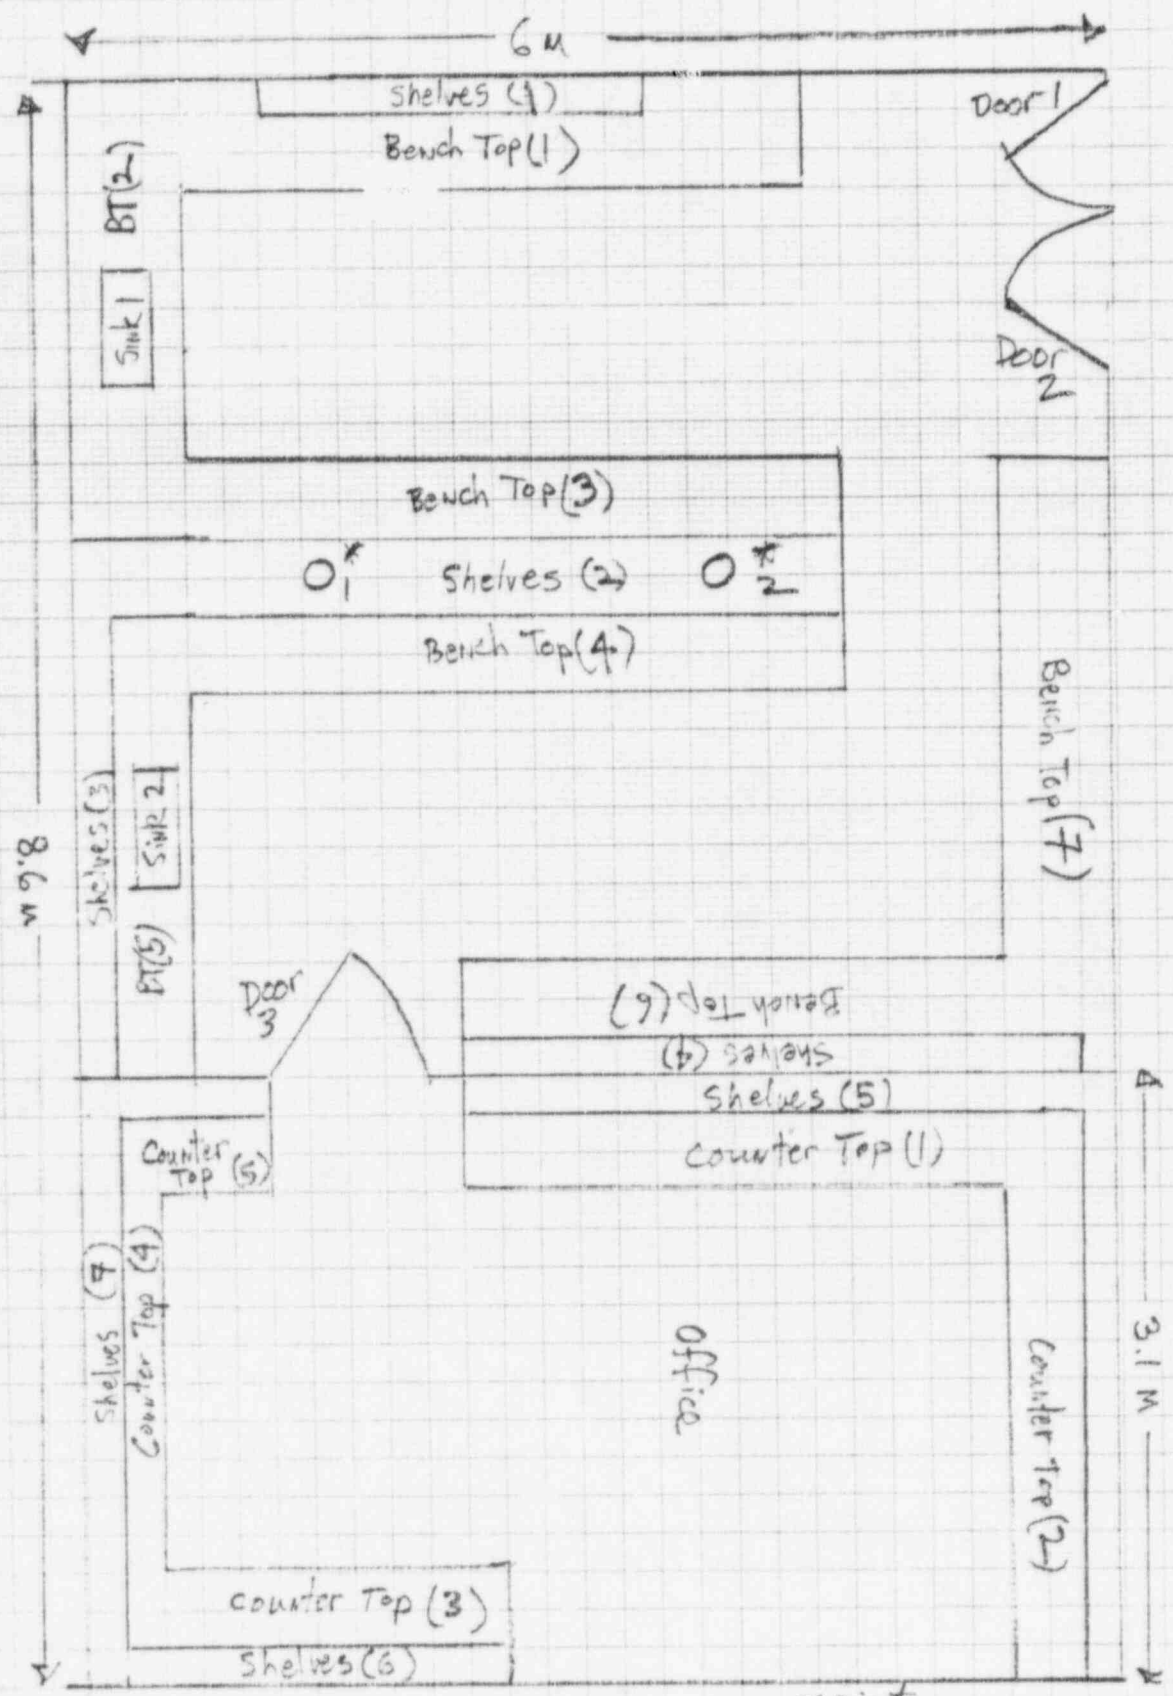 6 M
Shelves (1)
Door 1
Bench Top (1)
BT(2)
Sink 1
Door
2
Bench Top (3)
O*1 Shelves (2) O*2
Bench Top (4)
Bench Top (7)
Shelves (3)
Sink 2
8.6 M
BT(5)
Door
3
Bench Top (6)
Shelves (4)
Shelves (5)
Counter
Top (5)
Counter Top (1)
Shelves (7)
Counter Top (4)
Office
3.1 M
Counter Top (2)
Counter Top (3)
Shelves (6)